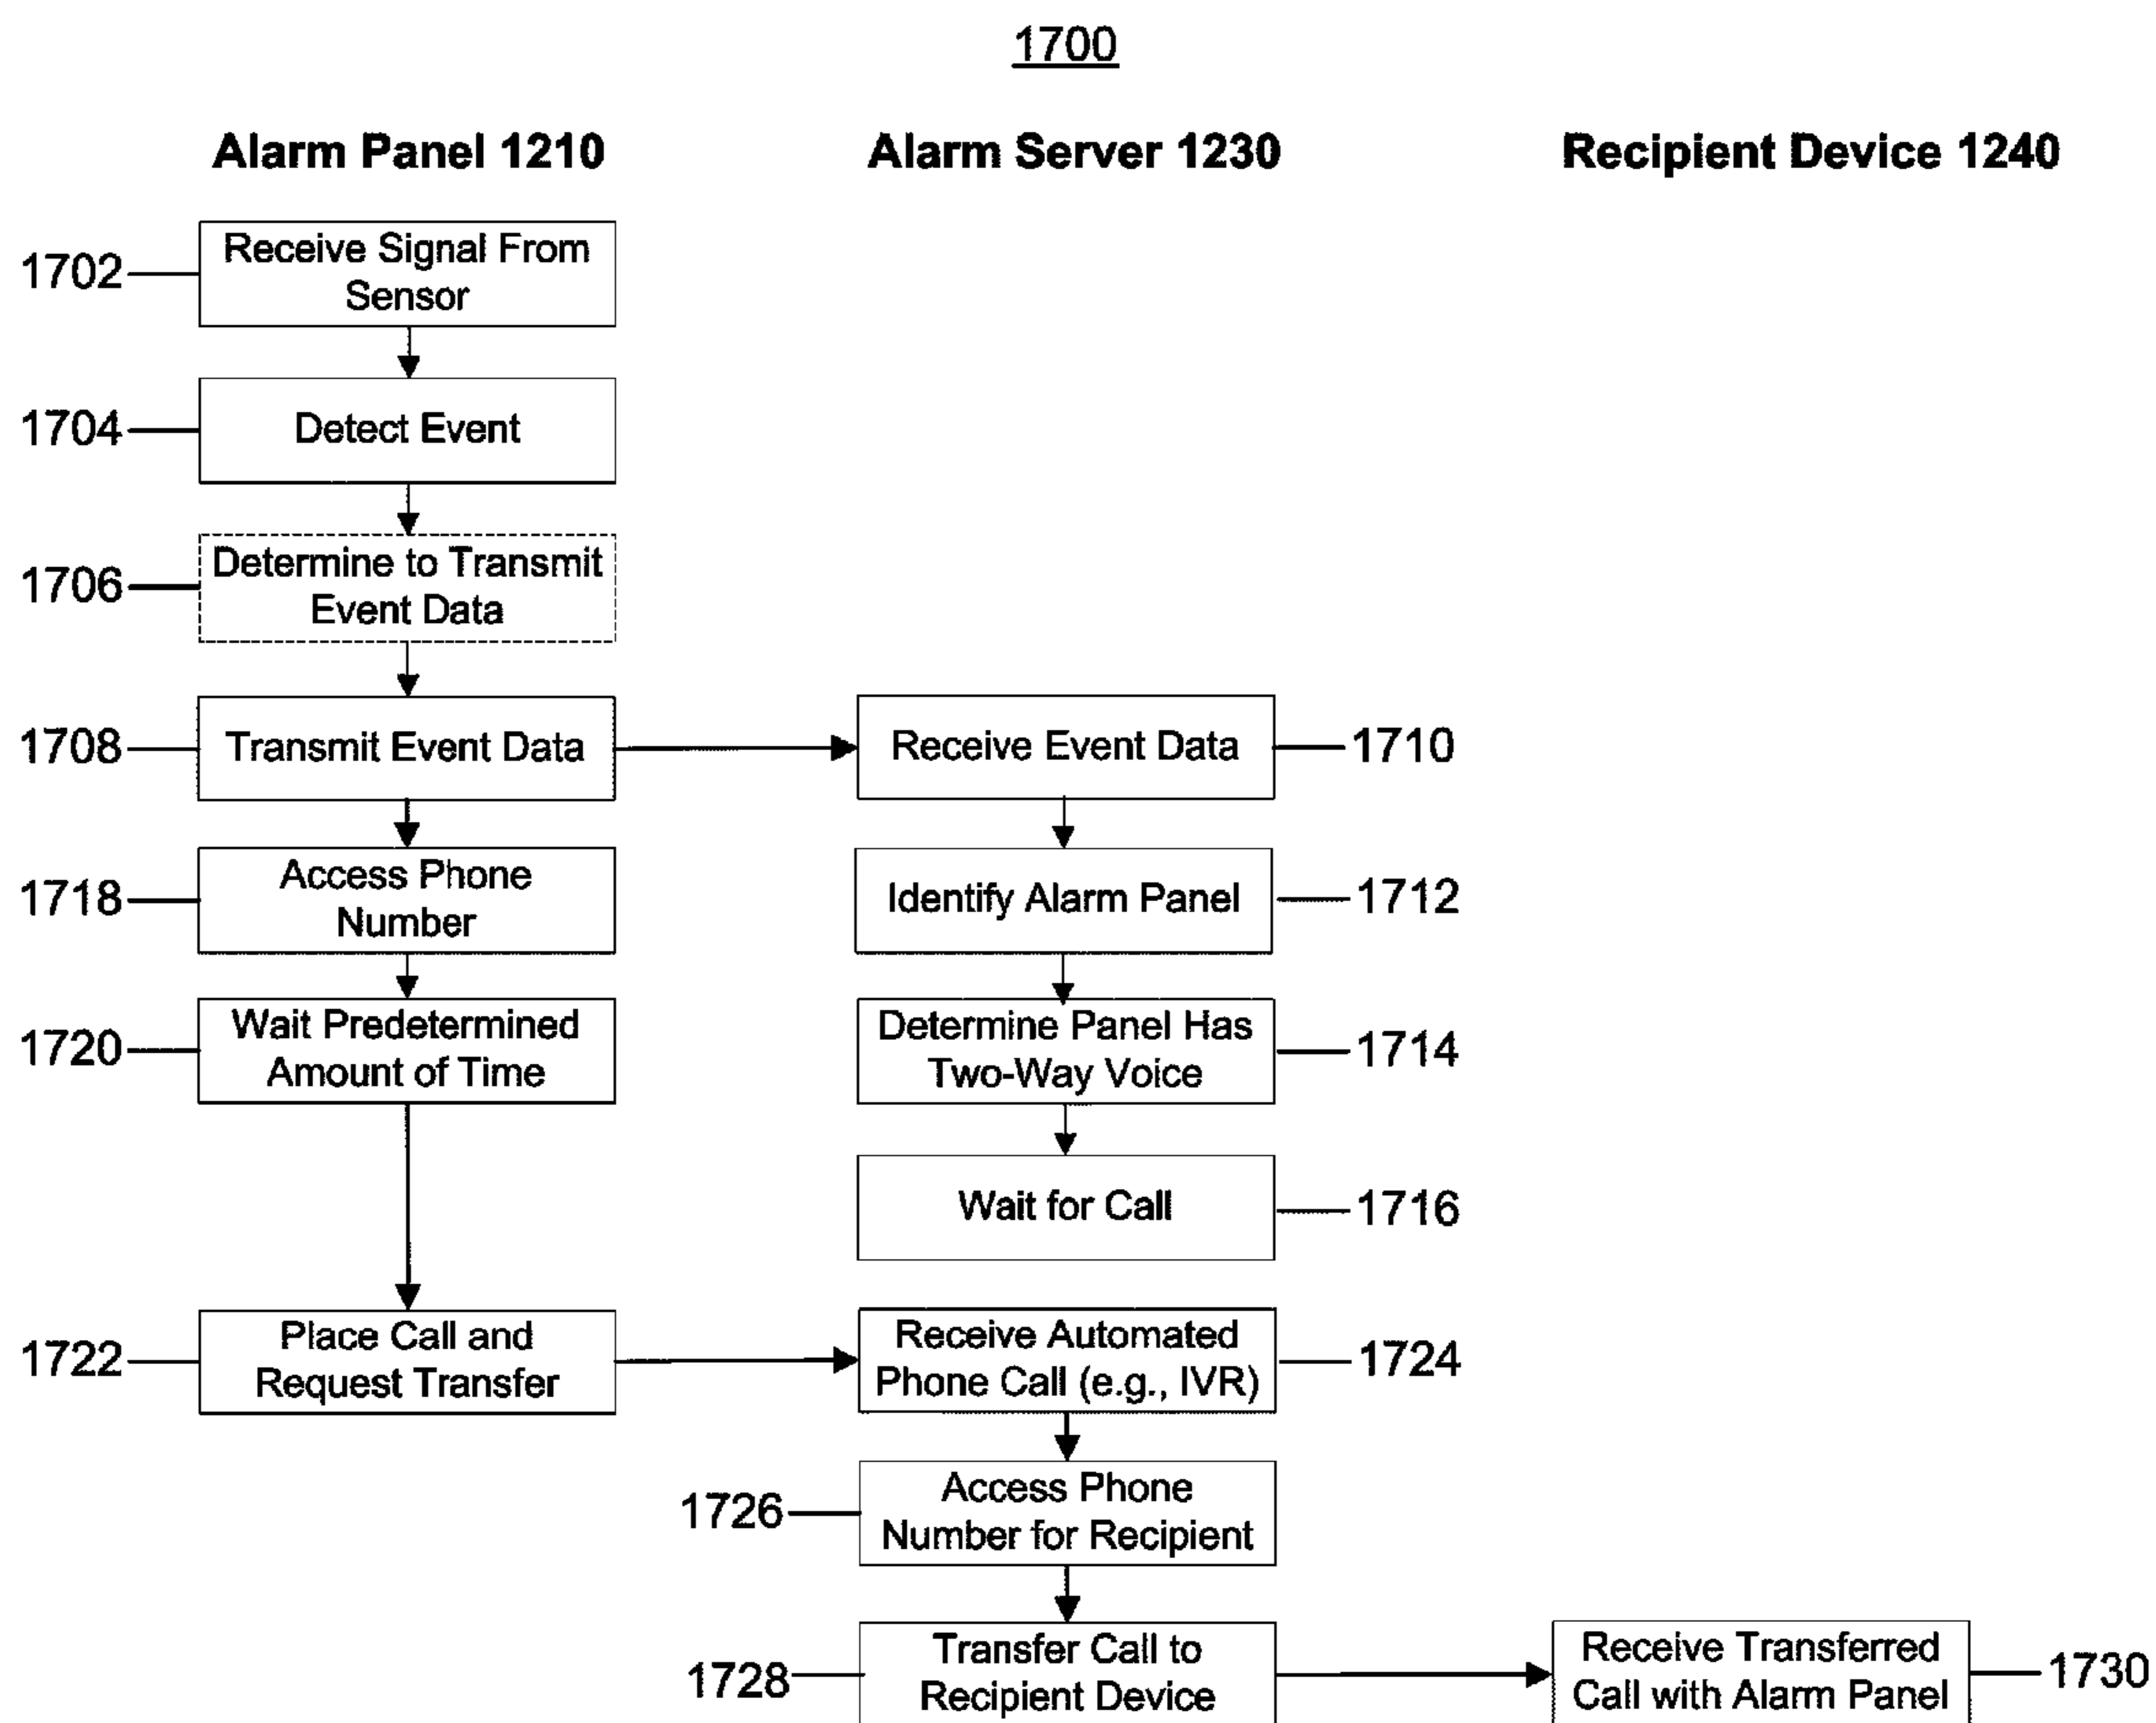 1700
Alarm Panel 1210
Alarm Server 1230
Recipient Device 1240
1702
Receive Signal From
Sensor
1704
Detect Event
1706
Determine to Transmit
Event Data
1708
Transmit Event Data
Receive Event Data
1710
1718
Access Phone
Number
Identify Alarm Panel
1712
1720
Wait Predetermined
Amount of Time
Determine Panel Has
Two-Way Voice
1714
Wait for Call
1716
1722
Place Call and
Request Transfer
Receive Automated
Phone Call (e.g., IVR)
1724
1726
Access Phone
Number for Recipient
1728
Transfer Call to
Recipient Device
Receive Transferred
Call with Alarm Panel
1730